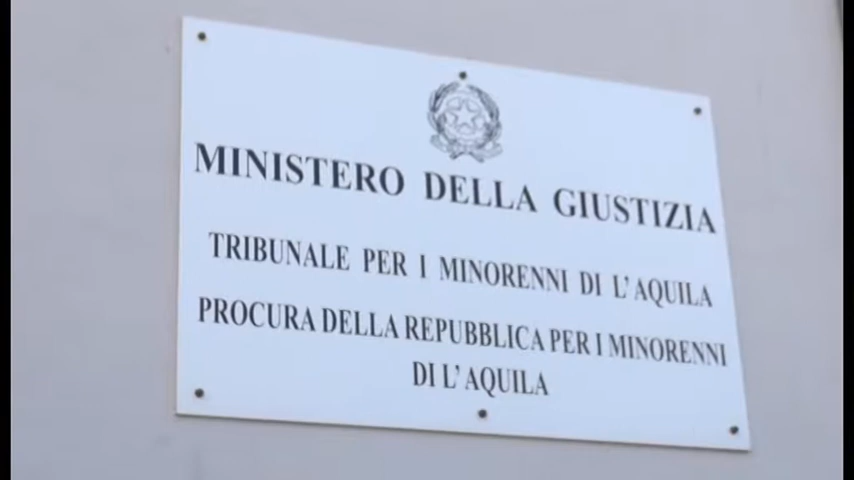 MINISTERO DELLA GIUSTIZIA
TRIBUNALE PER I MINORENNI DI L'AQUILA
PROCURA DELLA REPUBBLICA PER I MINORENNI
DI L'AQUILA